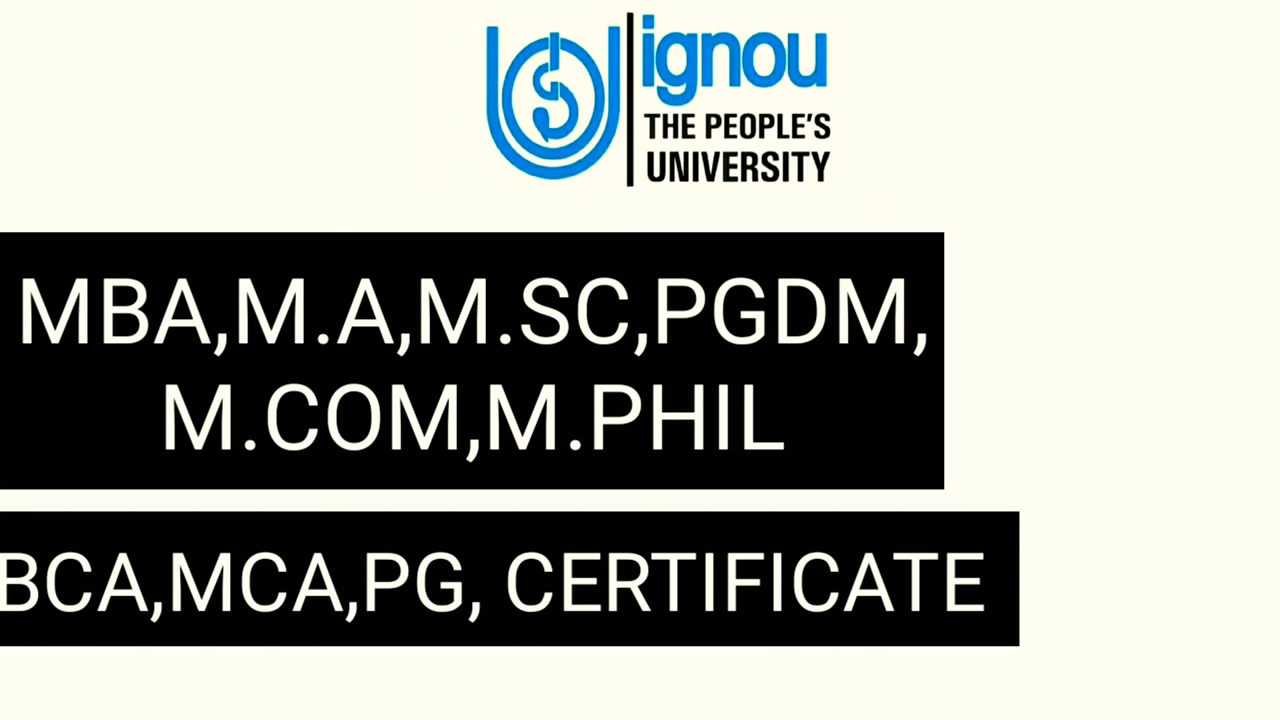 ignou
THE PEOPLE'S
UNIVERSITY
MBA,M.A,M.SC,PGDM,
M.COM,M.PHIL
BCA,MCA,PG, CERTIFICATE